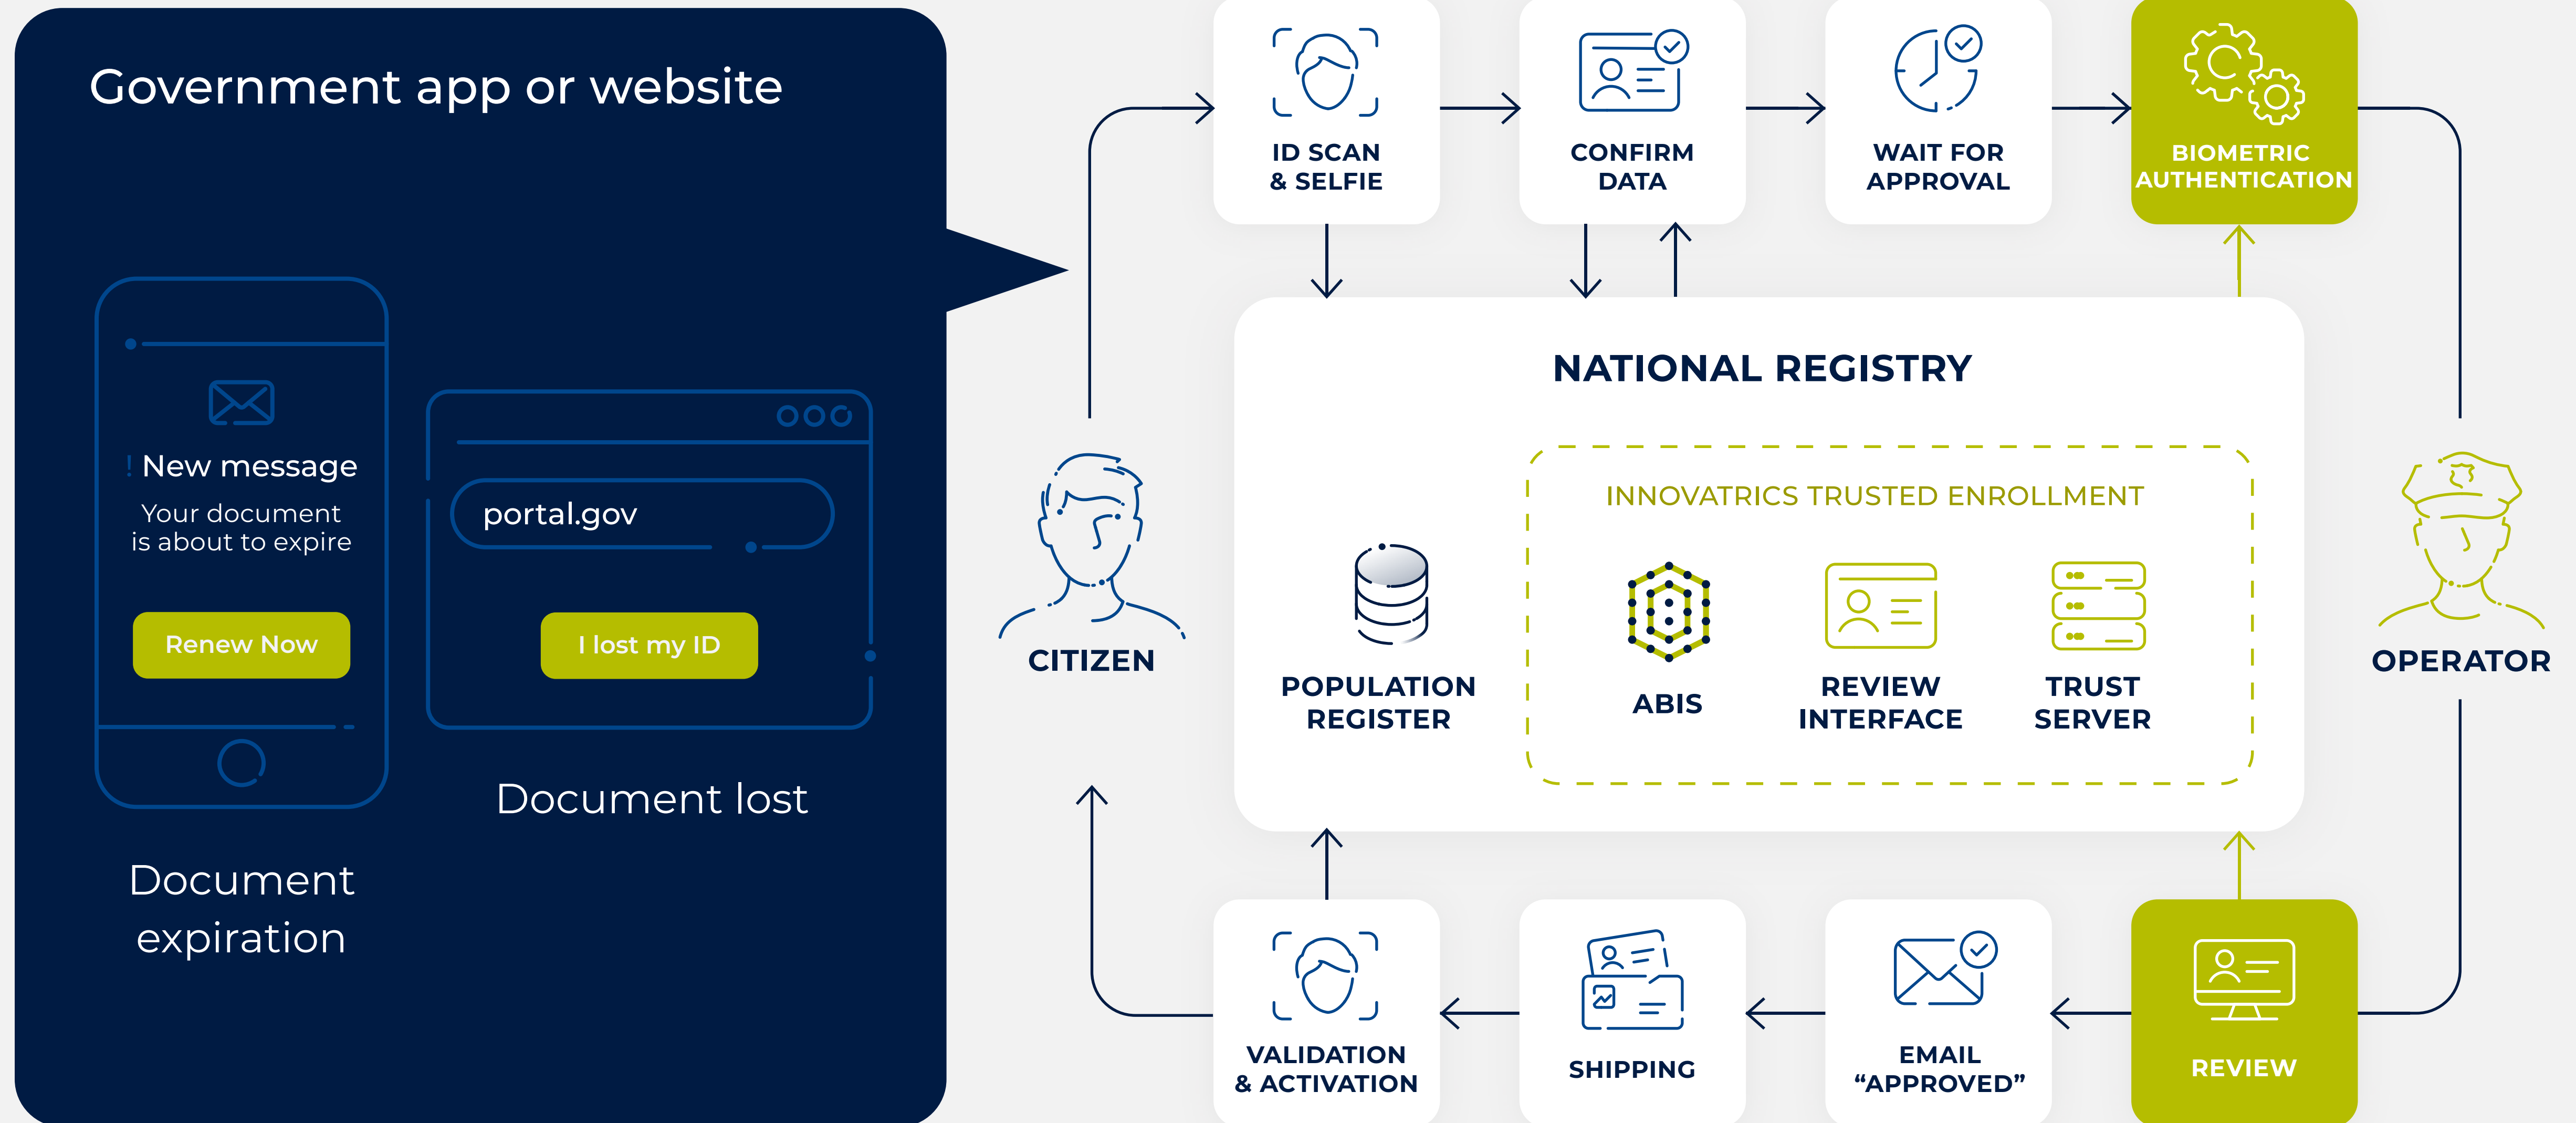 Government app or website
! New message
Your document
is about to expire
Renew Now
Document
expiration
portal.gov
I lost my ID
Document lost
CITIZEN
ID SCAN
& SELFIE
CONFIRM
DATA
WAIT FOR
APPROVAL
BIOMETRIC
AUTHENTICATION
NATIONAL REGISTRY
POPULATION
REGISTER
INNOVATRICS TRUSTED ENROLLMENT
ABIS
REVIEW
INTERFACE
TRUST
SERVER
OPERATOR
VALIDATION
& ACTIVATION
SHIPPING
EMAIL
“APPROVED”
REVIEW